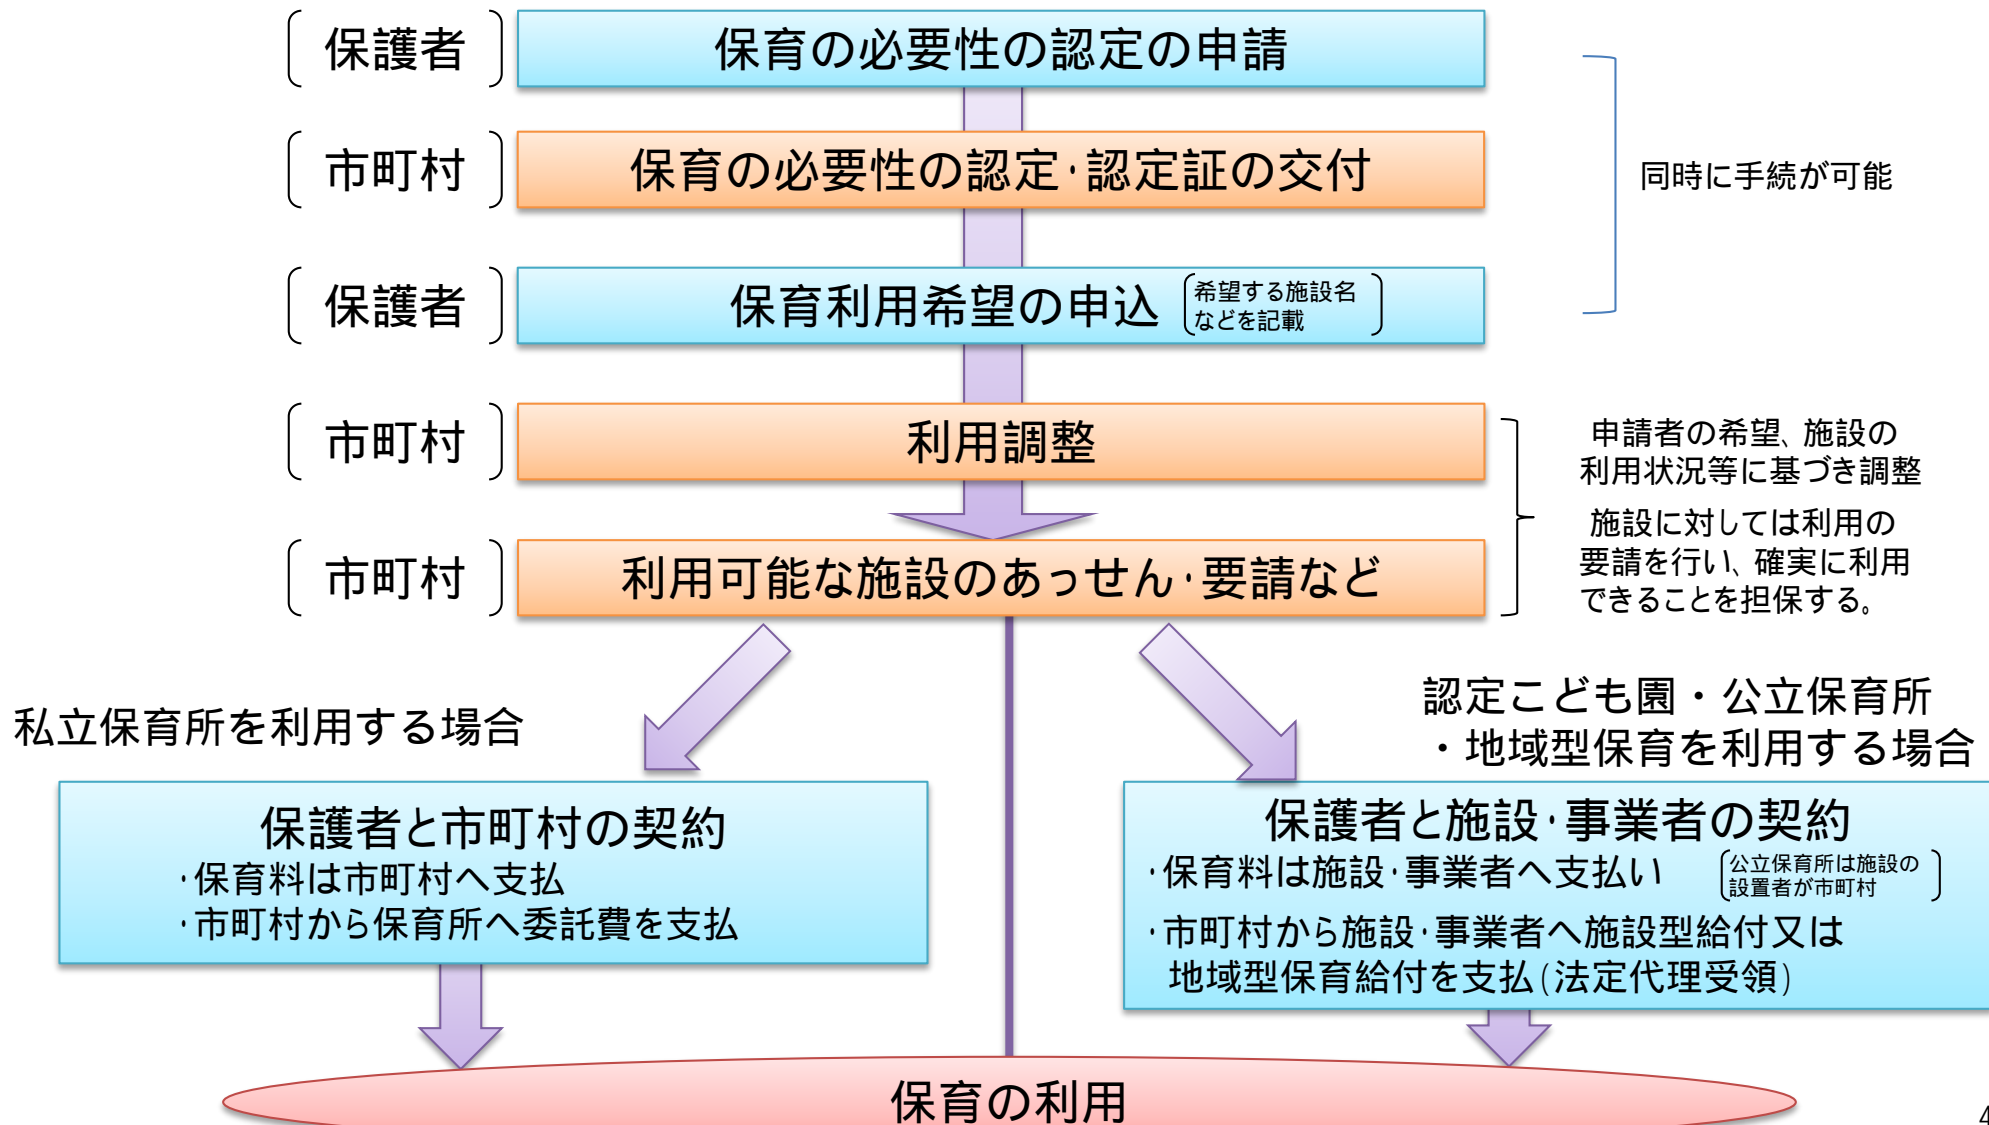 保護者
保育の必要性の認定の申請
市町村
保育の必要性の認定・認定証の交付
同時に手続が可能
保護者
保育利用希望の申込
希望する施設名
などを記載
市町村
利用調整
申請者の希望、施設の
利用状況等に基づき調整
市町村
利用可能な施設のあっせん・要請など
施設に対しては利用の
要請を行い、確実に利用
できることを担保する。
私立保育所を利用する場合
保護者と市町村の契約
・保育料は市町村へ支払
・市町村から保育所へ委託費を支払
認定こども園・公立保育所
・地域型保育を利用する場合
保護者と施設・事業者の契約
・保育料は施設・事業者へ支払い
公立保育所は施設の
設置者が市町村
・市町村から施設・事業者へ施設型給付又は
地域型保育給付を支払(法定代理受領)
保育の利用
4